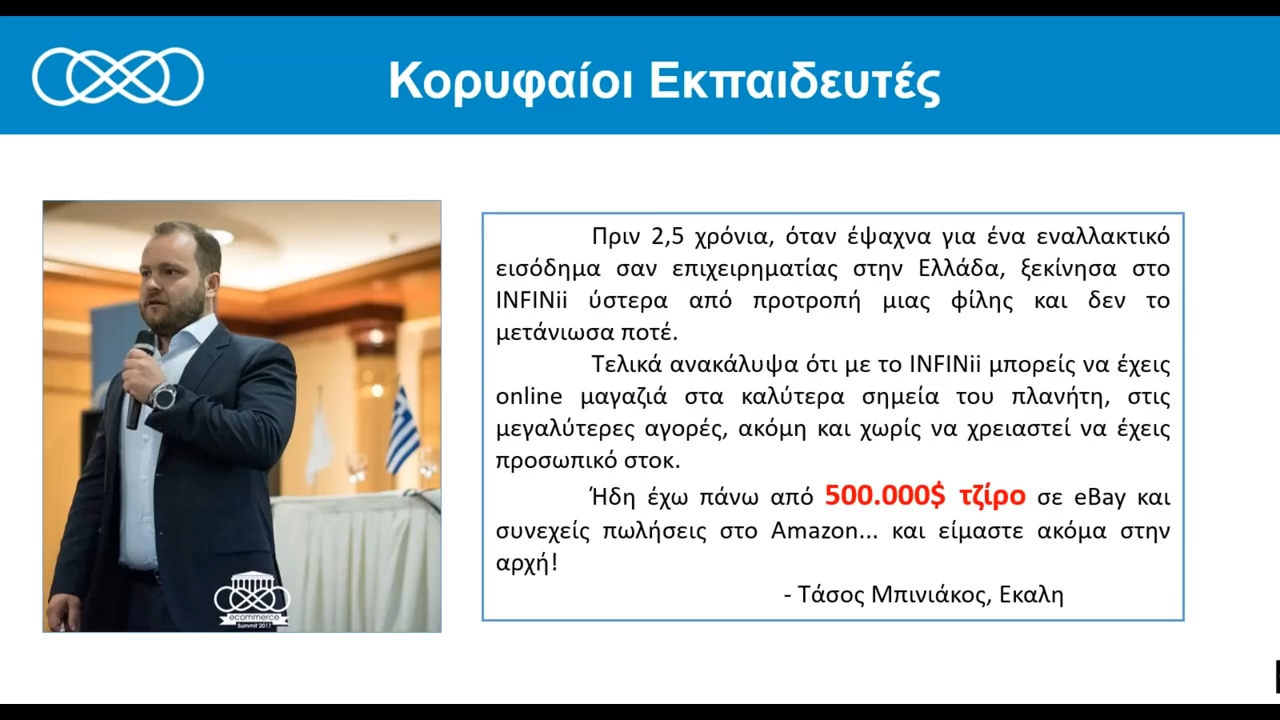 Κορυφαίοι Εκπαιδευτές
Πριν 2,5 χρόνια, όταν έψαχνα για ένα εναλλακτικό
εισόδημα σαν επιχειρηματίας στην Ελλάδα, ξεκίνησα στο
INFINii ύστερα από προτροπή μιας φίλης και δεν το
μετάνιωσα ποτέ.
Τελικά ανακάλυψα ότι με το INFINii μπορείς να έχεις
online μαγαζιά στα καλύτερα σημεία του πλανήτη, στις
μεγαλύτερες αγορές, ακόμη και χωρίς να χρειαστεί να έχεις
προσωπικό στοκ.
Ήδη έχω πάνω από 500.000$ τζίρο σε eBay και
συνεχείς πωλήσεις στο Amazon... και είμαστε ακόμα στην
αρχή!
- Τάσος Μπινιάκος, Εκαλη
ecommerce
Summit 2017